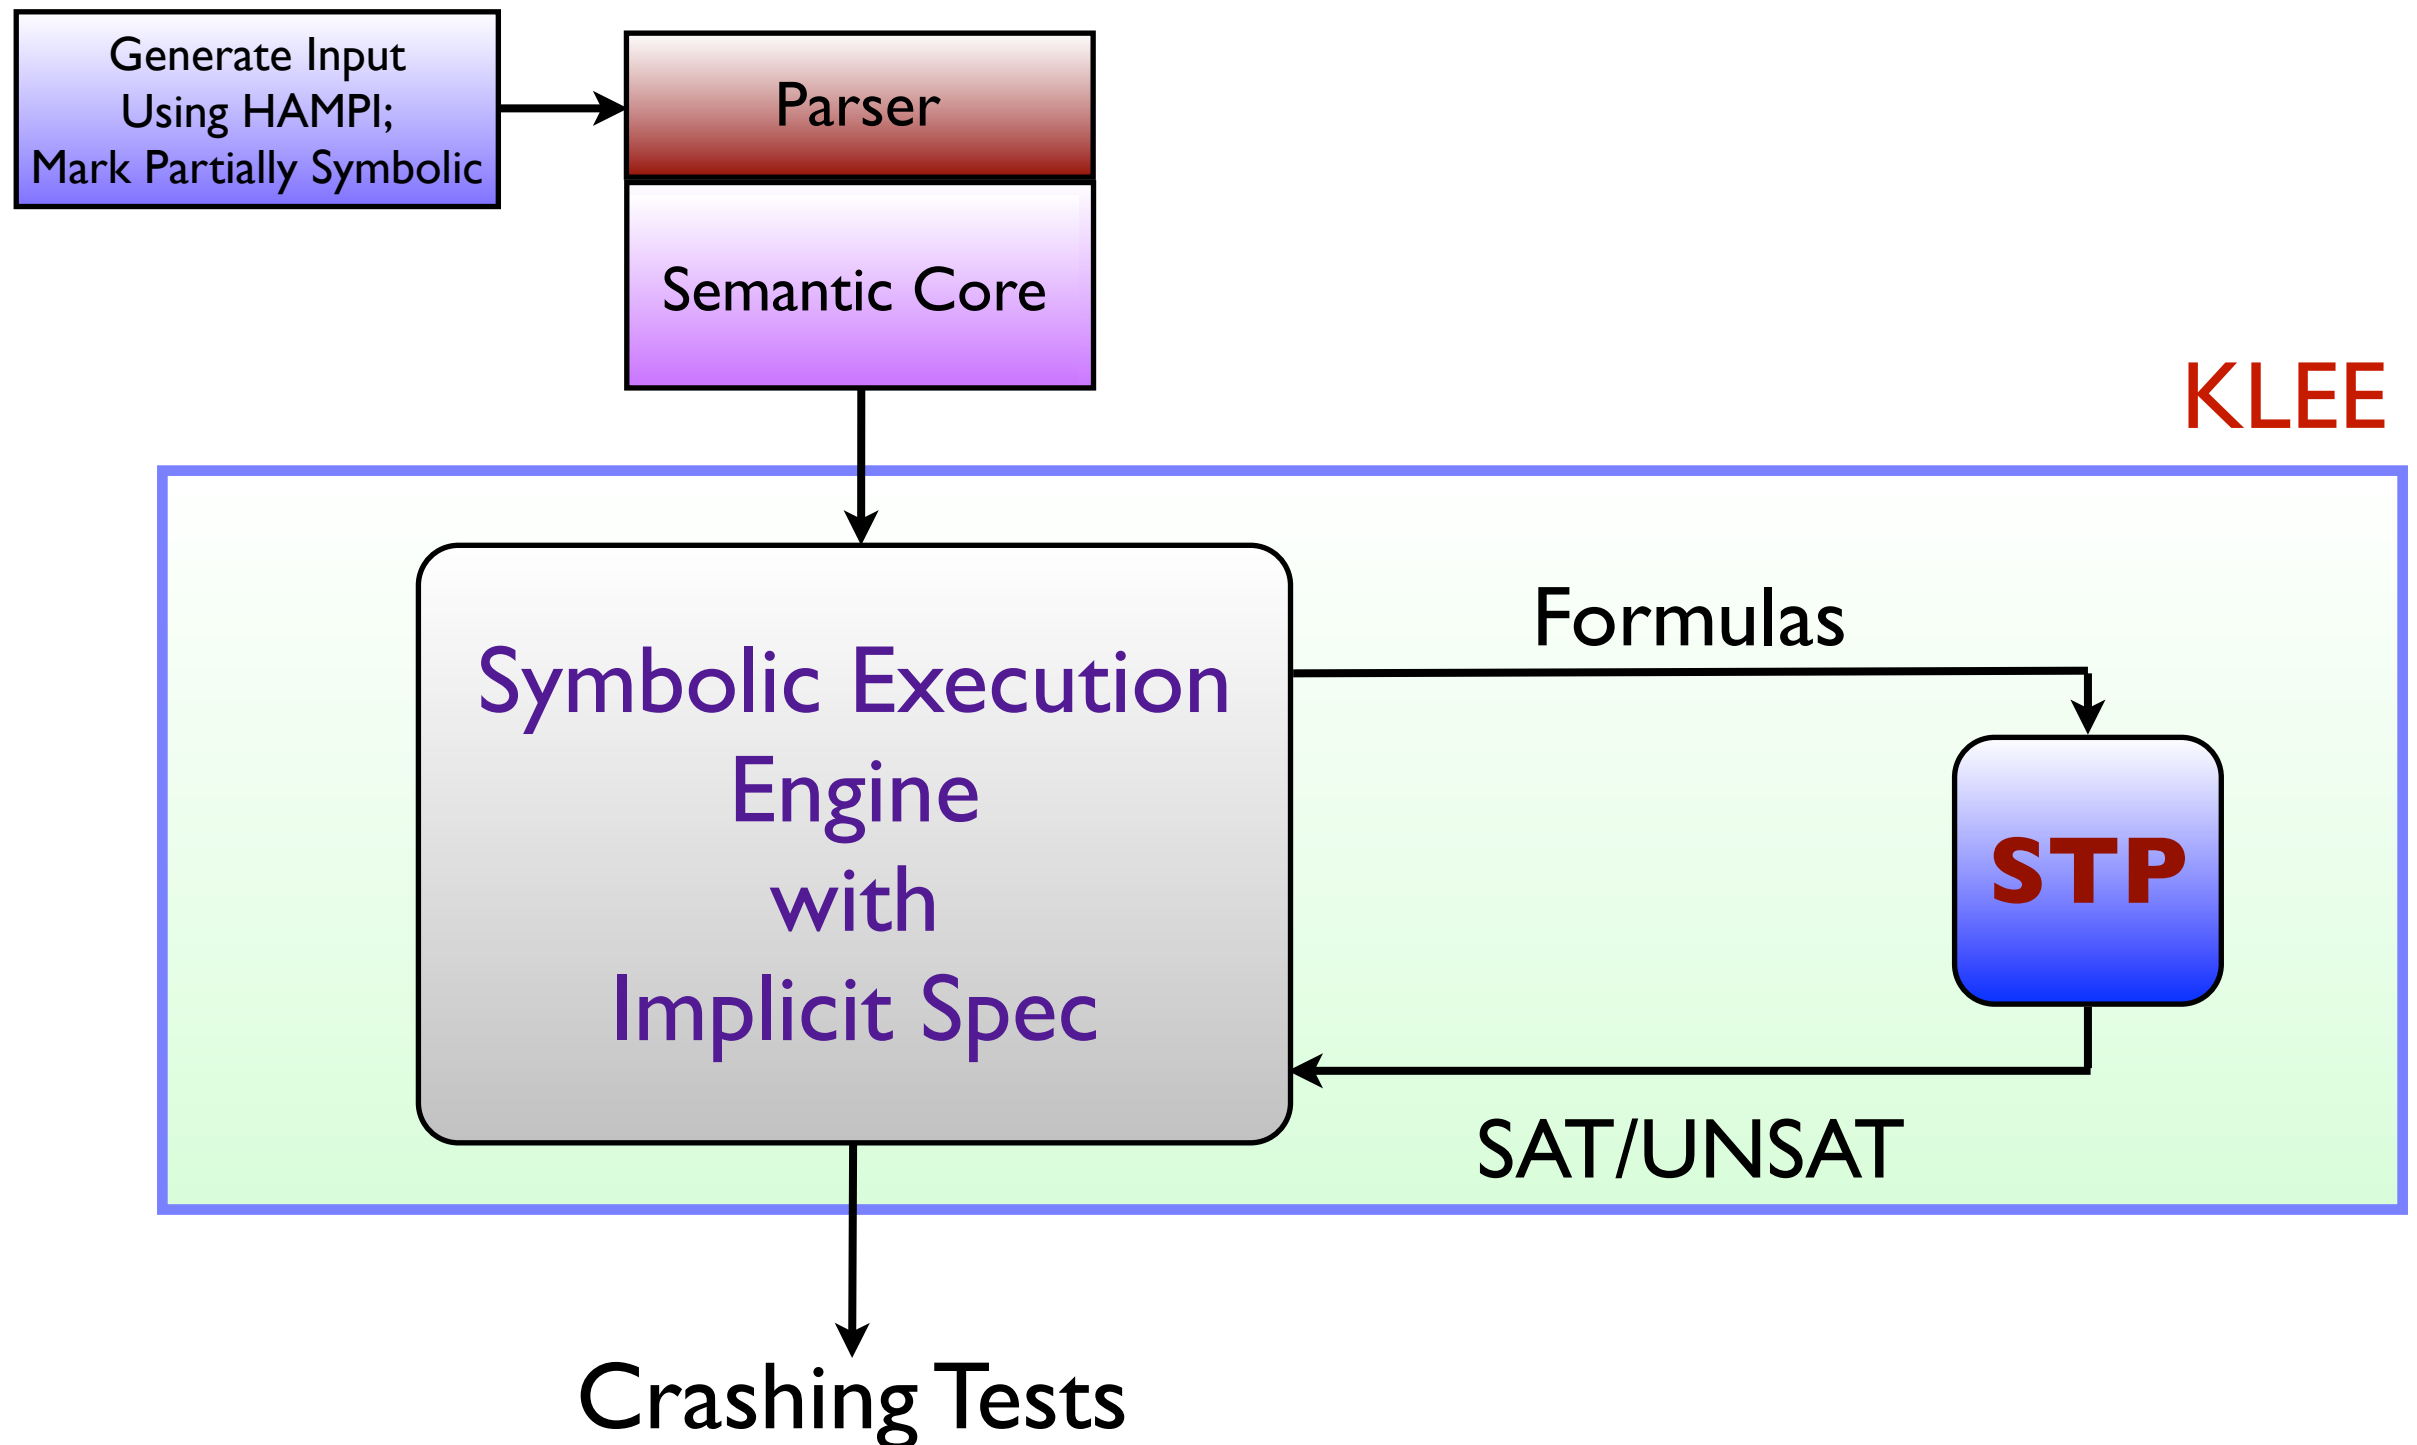 Generate Input
Using HAMPI;
Mark Partially Symbolic
Parser
Semantic Core
KLEE
Symbolic Execution
Engine
with
Implicit Spec
Formulas
STP
SAT/UNSAT
Crashing Tests